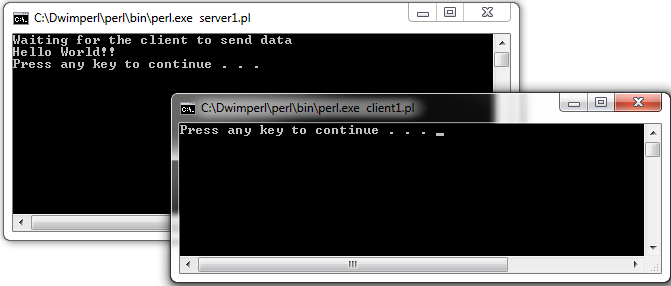 C:\Dwimperl\perl\bin\perl.exe server1.pl
Waiting for the client to send data
Hello World!!
Press any key to continue . . .
C:\Dwimperl\perl\bin\perl.exe client1.pl
Press any key to continue . . . _